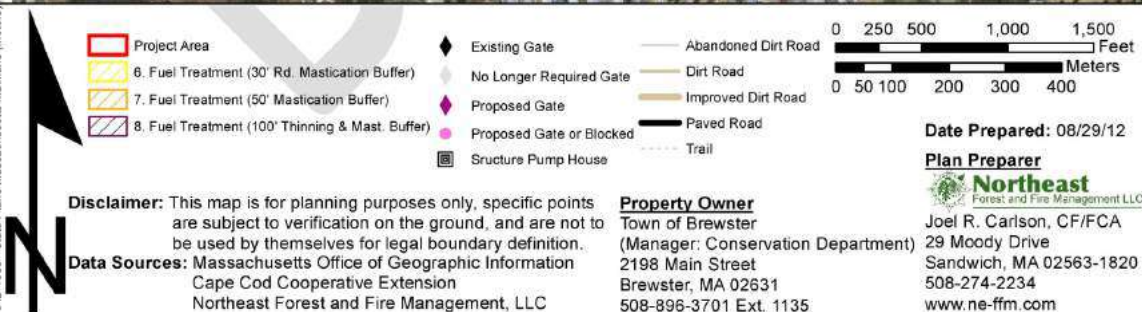 Project Area
6. Fuel Treatment (30' Rd. Mastication Buffer)
7. Fuel Treatment (50' Mastication Buffer)
8. Fuel Treatment (100' Thinning & Mast. Buffer)
Existing Gate
No Longer Required Gate
Proposed Gate
Proposed Gate or Blocked
Sructure Pump House
Abandoned Dirt Road
Dirt Road
Improved Dirt Road
Paved Road
Trail
0 250 500 1,000 1,500
Feet
Meters
0 50 100 200 300 400
Date Prepared: 08/29/12
Plan Preparer
Northeast
Forest and Fire Management LLC
Joel R. Carlson, CF/FCA
29 Moody Drive
Sandwich, MA 02563-1820
508-274-2234
www.ne-ffm.com
N
Disclaimer: This map is for planning purposes only, specific points
are subject to verification on the ground, and are not to
be used by themselves for legal boundary definition.
Data Sources: Massachusetts Office of Geographic Information
Cape Cod Cooperative Extension
Northeast Forest and Fire Management, LLC
Property Owner
Town of Brewster
(Manager: Conservation Department)
2198 Main Street
Brewster, MA 02631
508-896-3701 Ext. 1135